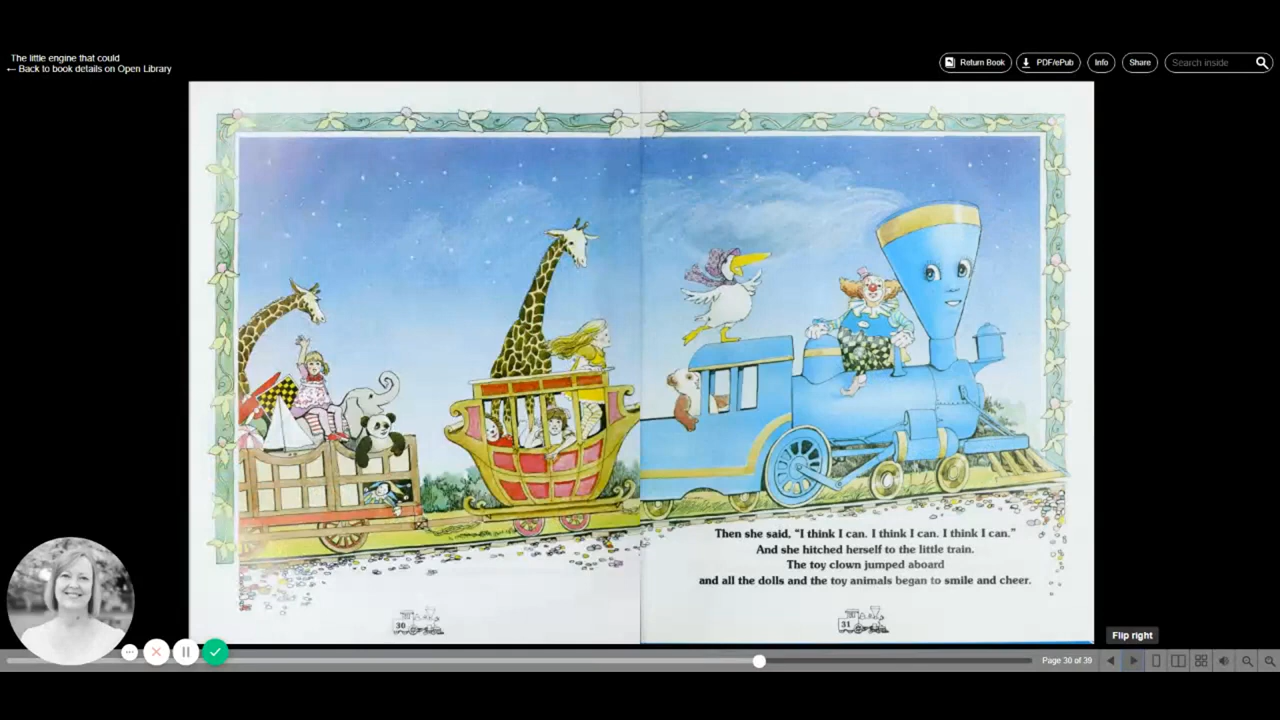 The little engine that could
← Back to book details on Open Library
Return Book
PDF/ePub
Info
Share
Search inside
Then she said, "I think I can. I think I can. I think I can."
And she hitched herself to the little train.
The toy clown jumped aboard
and all the dolls and the toy animals began to smile and cheer.
30
31
Flip right
Page 30 of 39